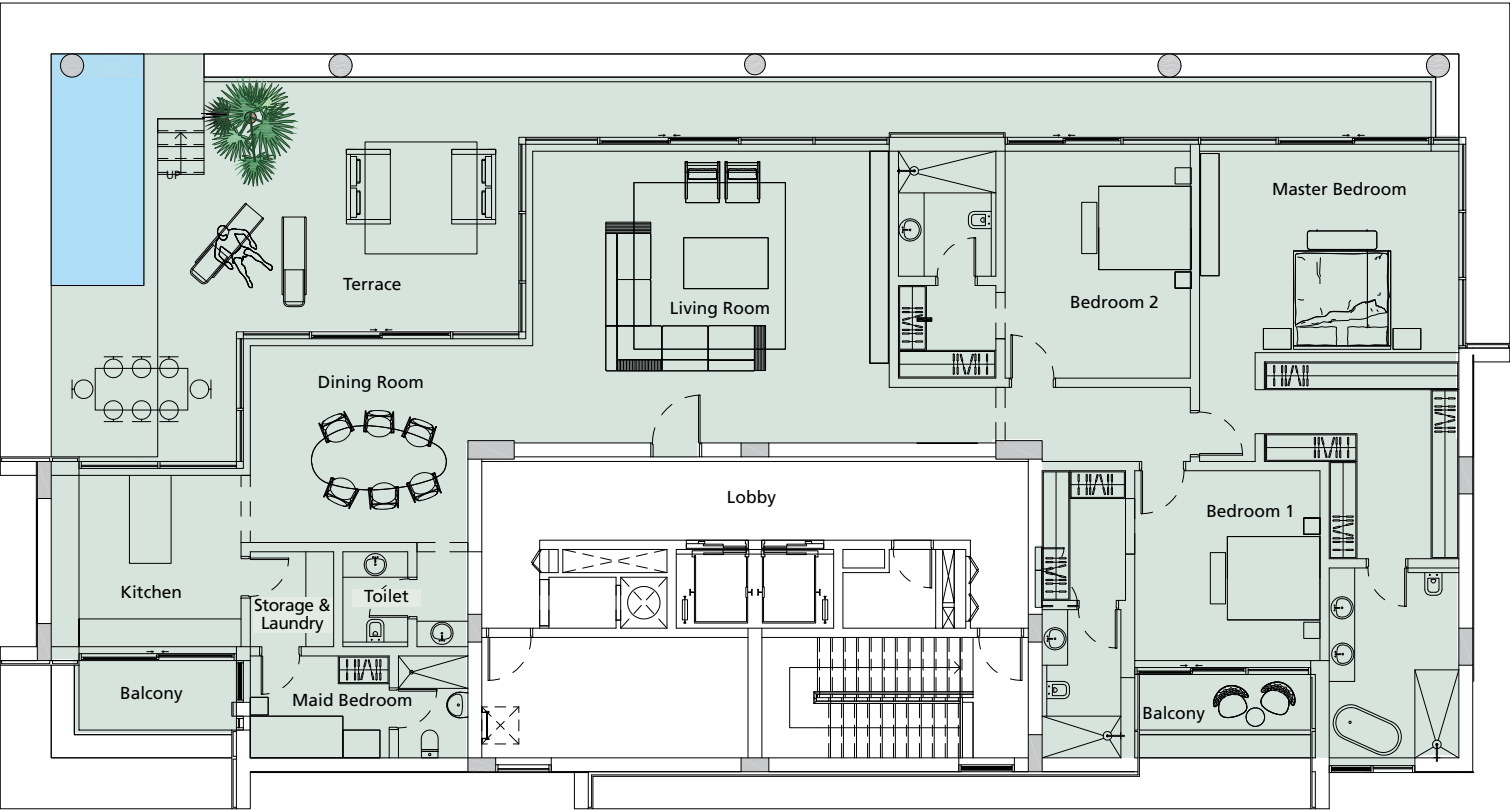 UP
Master Bedroom
Terrace
Bedroom 2
Living Room
Dining Room
Lobby
Bedroom 1
Kitchen
Toilet
Storage &
Laundry
Balcony
Maid Bedroom
Balcony